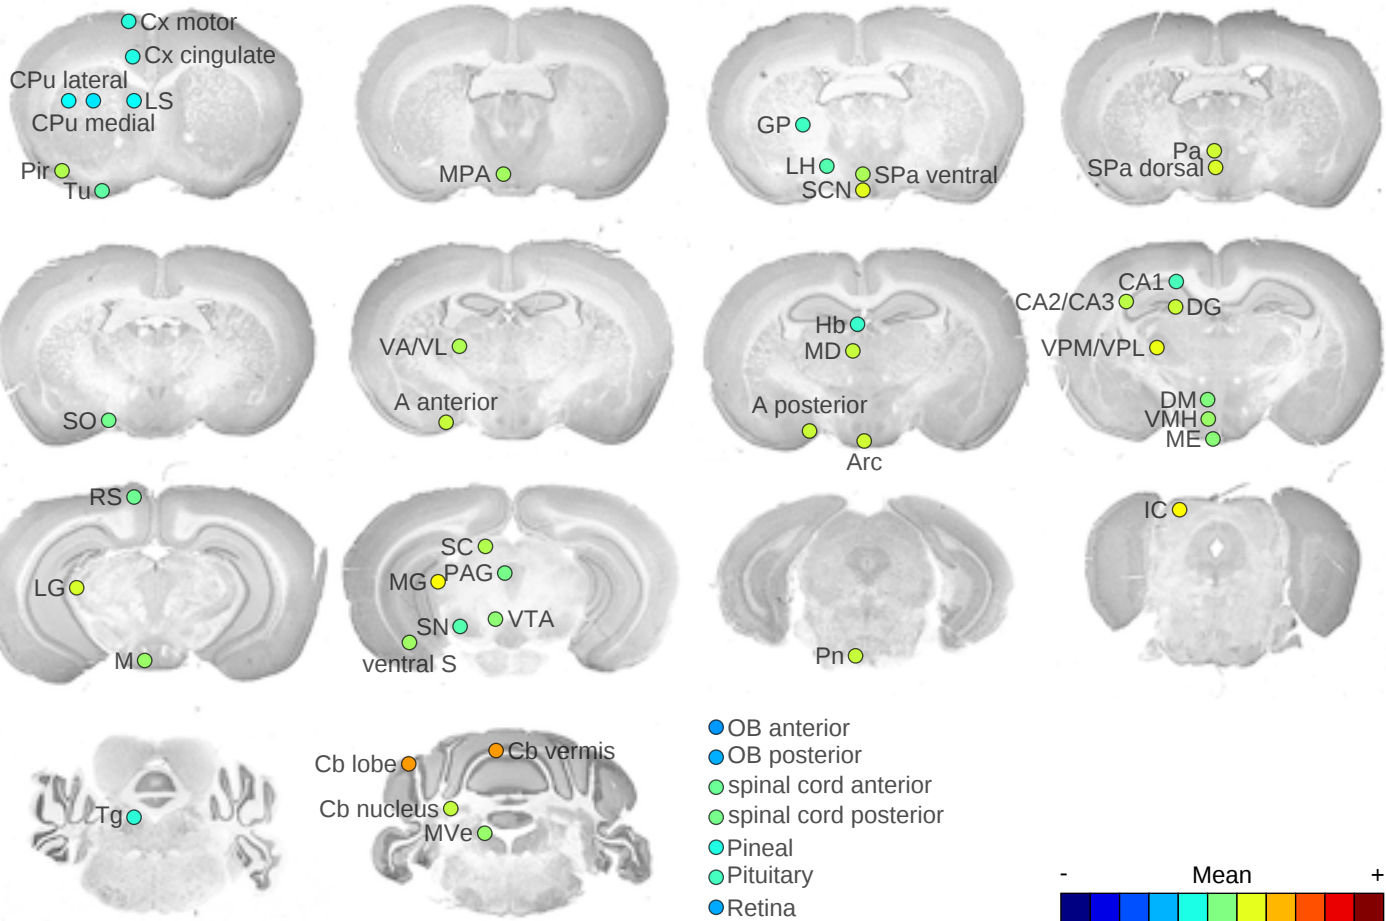 Cx motor
Cx cingulate
CPu lateral
LS
CPu medial
Pir
Tu
MPA
GP
LH
SPa ventral
SCN
Pa
SPa dorsal
SO
VA/VL
A anterior
Hb
MD
A posterior
Arc
CA1
CA2/CA3
DG
VPM/VPL
DM
VMH
ME
RS
LG
M
SC
MG
PAG
SN
VTA
ventral S
Pn
IC
Tg
Cb lobe
Cb vermis
Cb nucleus
MVe
OB anterior
OB posterior
spinal cord anterior
spinal cord posterior
Pineal
Pituitary
Retina
- Mean +